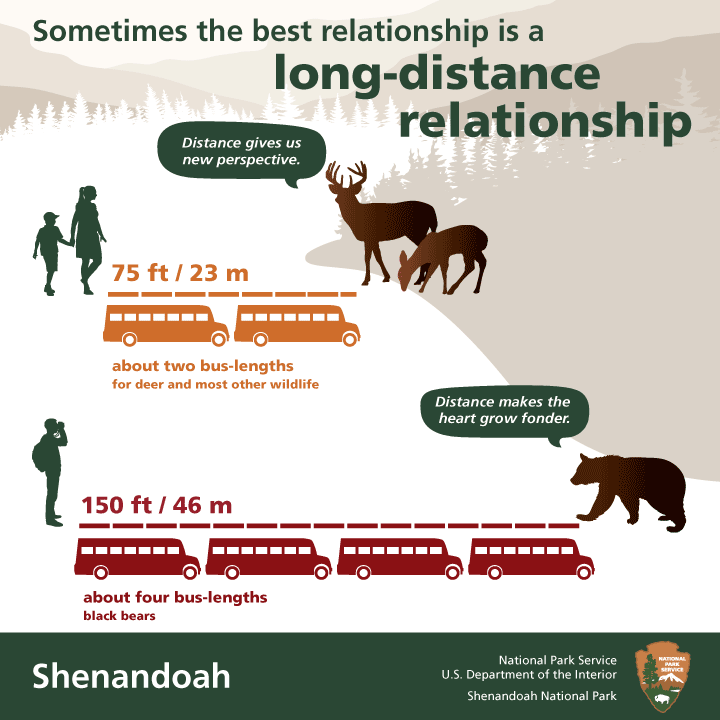 Sometimes the best relationship is a
long-distance
relationship
Distance gives us
new perspective.
75 ft / 23 m
about two bus-lengths
for deer and most other wildlife
Distance makes the
heart grow fonder.
150 ft / 46 m
about four bus-lengths
black bears
Shenandoah
National Park Service
U.S. Department of the Interior
Shenandoah National Park
NATIONAL
PARK
SERVICE